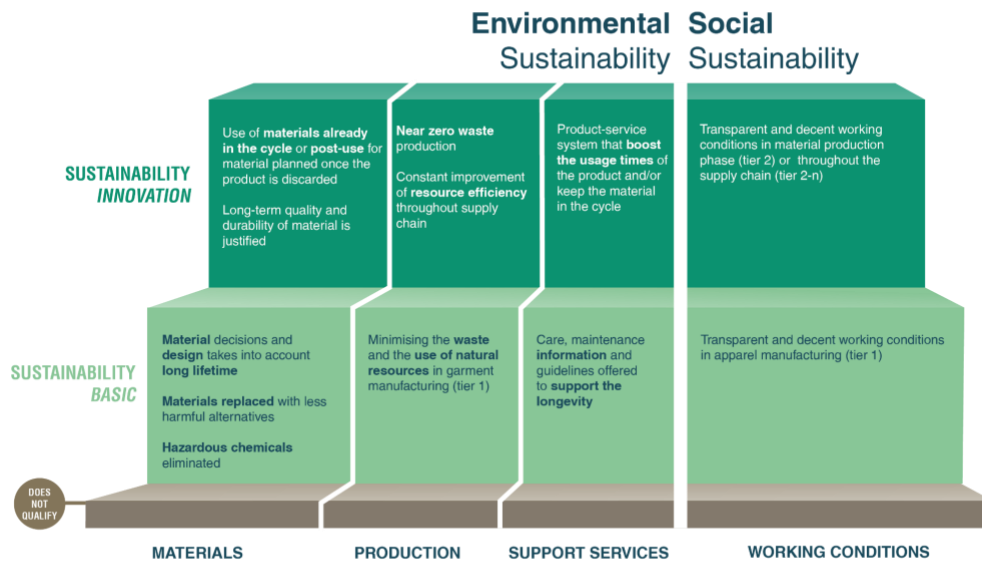 Environmental Social
Sustainability Sustainability
SUSTAINABILITY
INNOVATION
Use of materials already
in the cycle or post-use for
material planned once the
product is discarded
Long-term quality and
durability of material is
justified
Near zero waste
production
Constant improvement
of resource efficiency
throughout supply
chain
Product-service
system that boost
the usage times of
the product and/or
keep the material
in the cycle
Transparent and decent working
conditions in material production
phase (tier 2) or throughout the
supply chain (tier 2-n)
SUSTAINABILITY
BASIC
Material decisions and
design takes into account
long lifetime
Materials replaced with less
harmful alternatives
Hazardous chemicals
eliminated
Minimising the waste
and the use of natural
resources in garment
manufacturing (tier 1)
Care, maintenance
information and
guidelines offered
to support the
longevity
Transparent and decent working conditions
in apparel manufacturing (tier 1)
DOES
NOT
QUALIFY
MATERIALS
PRODUCTION
SUPPORT SERVICES
WORKING CONDITIONS